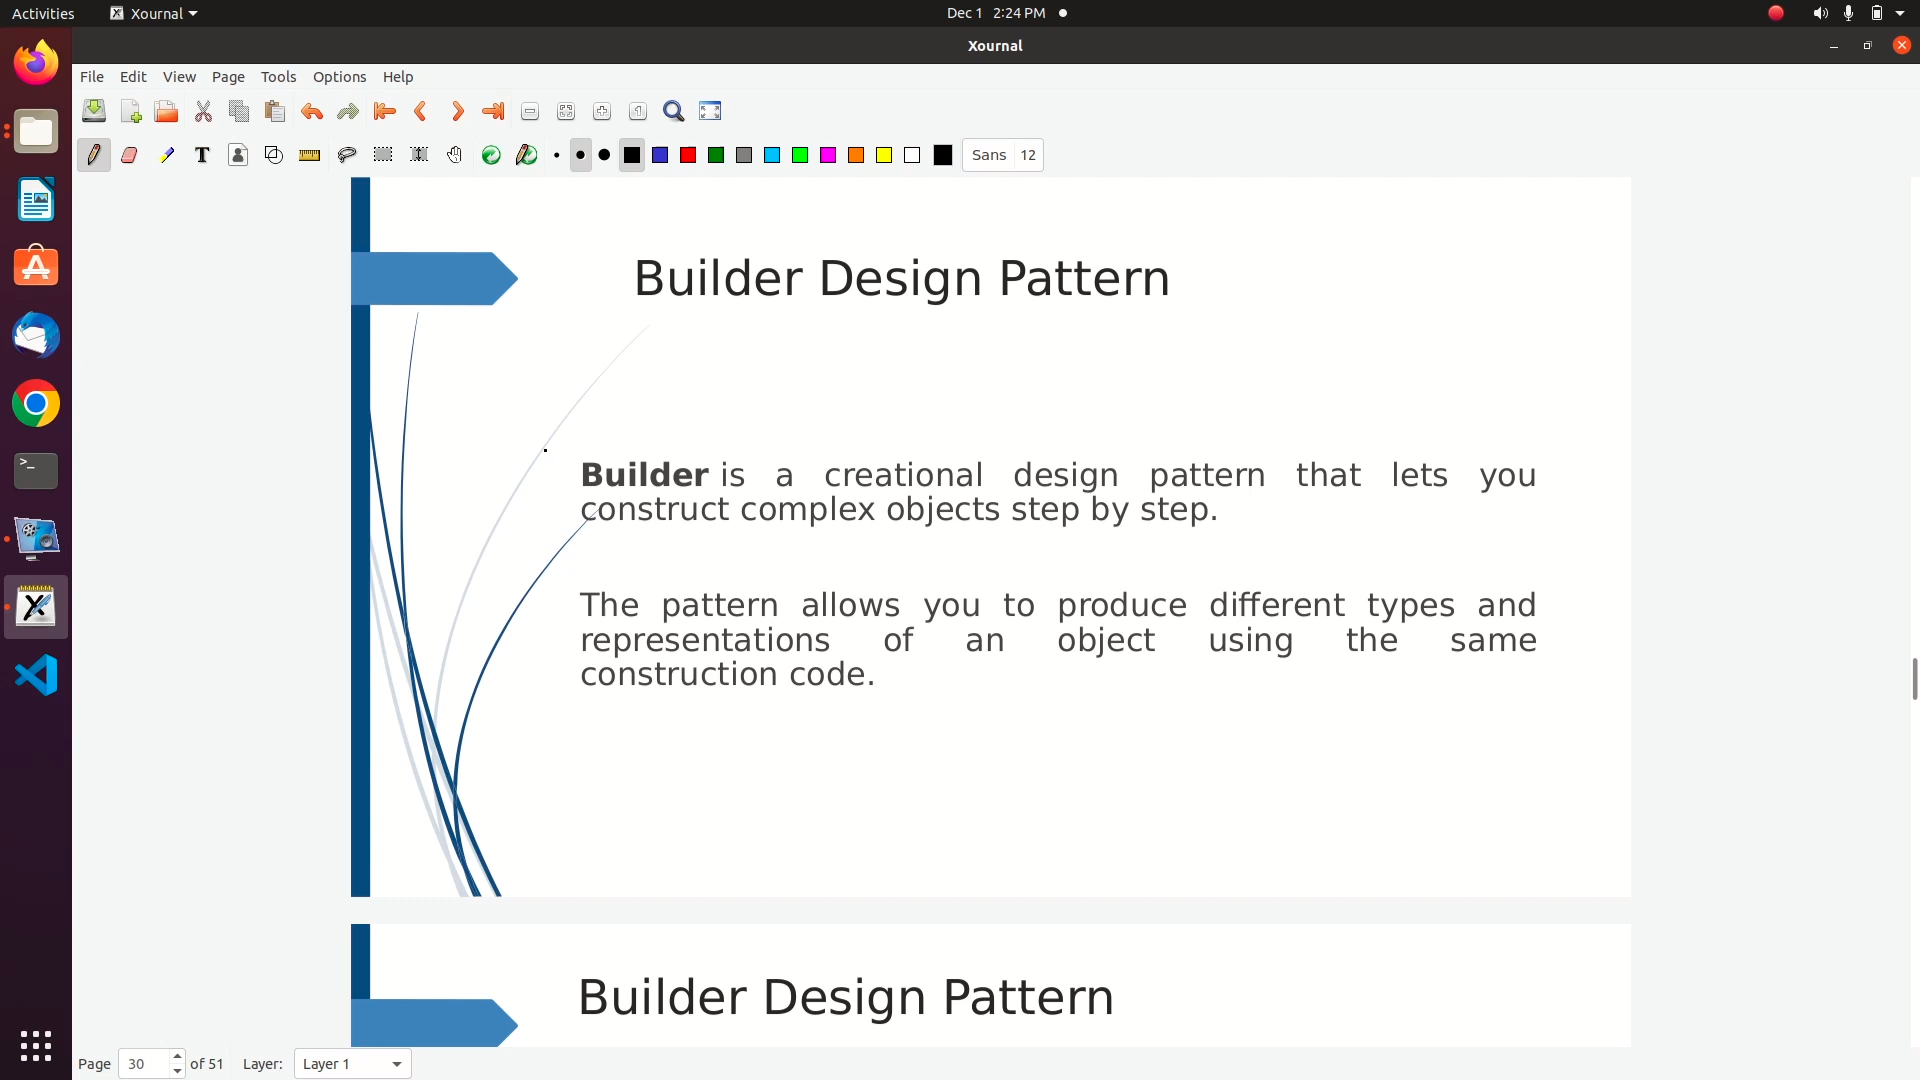 Activities
Xournal
Dec 1 2:24 PM
Xournal
File Edit View Page Tools Options Help
Sans 12
Builder Design Pattern
Builder is a creational design pattern that lets you
construct complex objects step by step.
The pattern allows you to produce different types and
representations of an object using the same
construction code.
Builder Design Pattern
Page 30 of 51 Layer: Layer 1